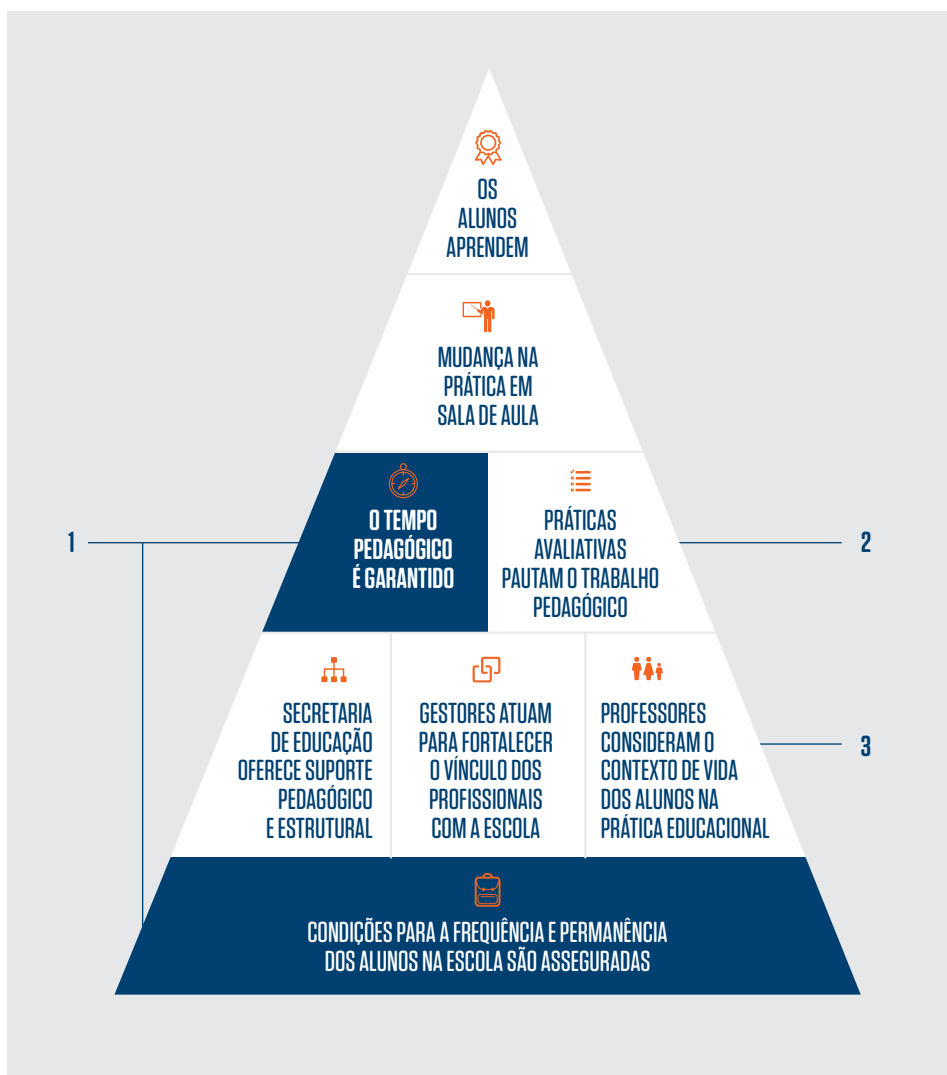 OS
ALUNOS
APRENDEM
MUDANÇA NA
PRÁTICA EM
SALA DE AULA
O TEMPO
PEDAGÓGICO
É GARANTIDO
PRÁTICAS
AVALIATIVAS
PAUTAM O TRABALHO
PEDAGÓGICO
1
2
SECRETARIA
DE EDUCAÇÃO
OFERECE SUPORTE
PEDAGÓGICO
E ESTRUTURAL
GESTORES ATUAM
PARA FORTALECER
O VÍNCULO DOS
PROFISSIONAIS
COM A ESCOLA
PROFESSORES
CONSIDERAM O
CONTEXTO DE VIDA
DOS ALUNOS NA
PRÁTICA EDUCACIONAL
3
CONDIÇÕES PARA A FREQUÊNCIA E PERMANÊNCIA
DOS ALUNOS NA ESCOLA SÃO ASSEGURADAS